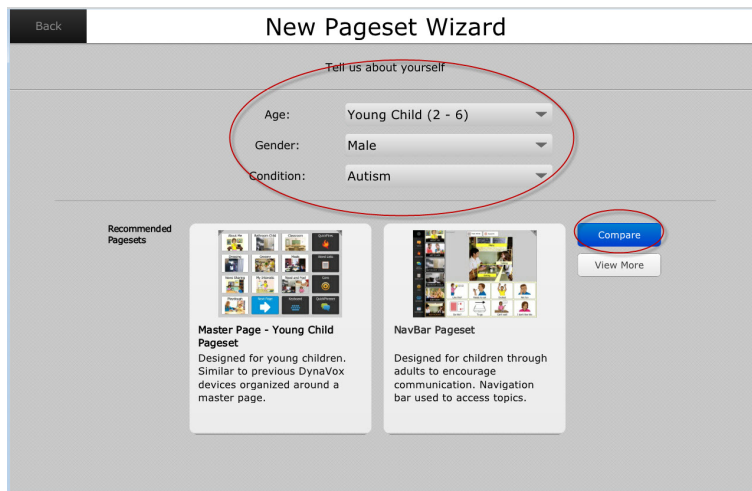 Back
New Pageset Wizard
Tell us about yourself
Age:
Young Child (2 - 6)
Gender:
Male
Condition:
Autism
Recommended
Pagesets
Master Page - Young Child
Pageset
Designed for young children.
Similar to previous DynaVox
devices organized around a
master page.
NavBar Pageset
Designed for children through
adults to encourage
communication. Navigation
bar used to access topics.
Compare
View More